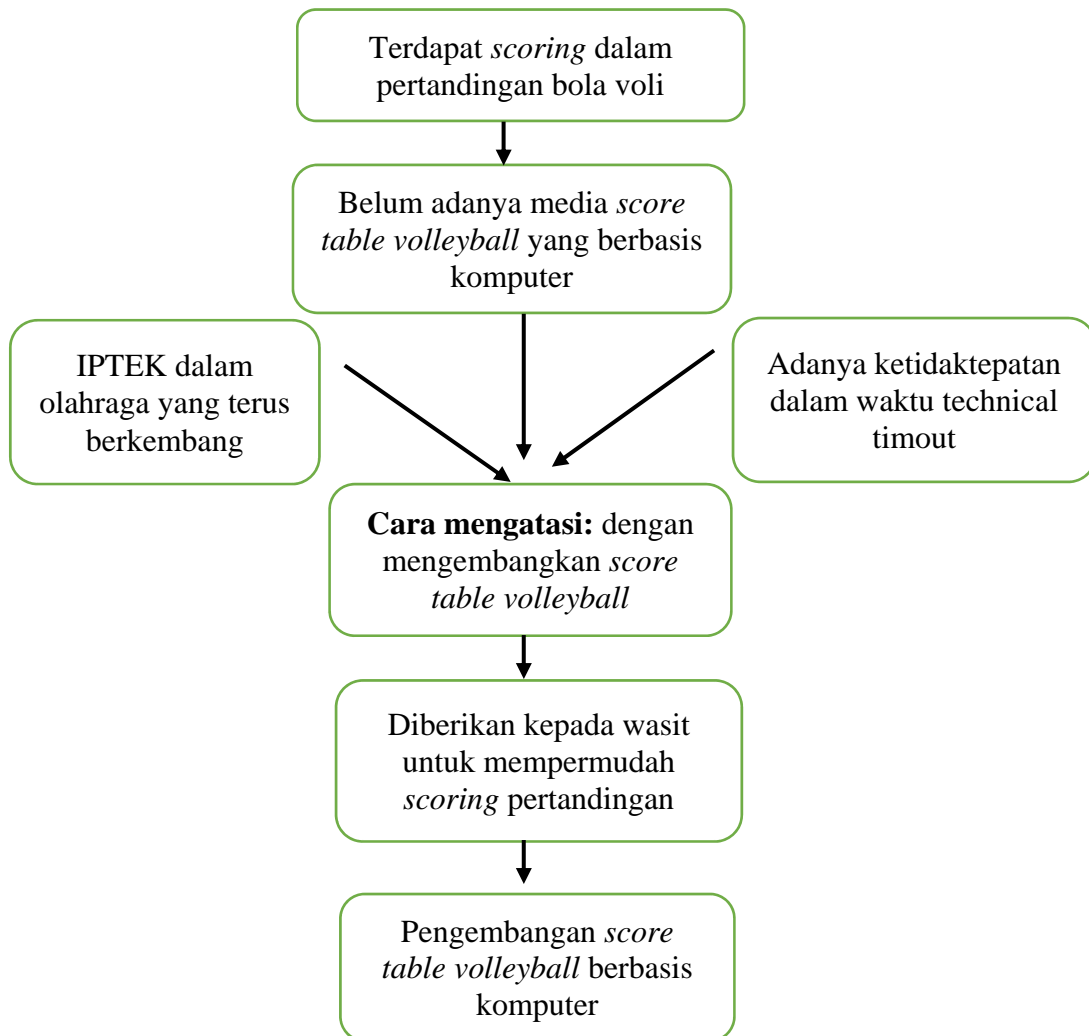 Terdapat scoring dalam
pertandingan bola voli
Belum adanya media score
table volleyball yang berbasis
komputer
IPTEK dalam
olahraga yang terus
berkembang
Adanya ketidaktepatan
dalam waktu technical
timout
Cara mengatasi: dengan
mengembangkan score
table volleyball
Diberikan kepada wasit
untuk mempermudah
scoring pertandingan
Pengembangan score
table volleyball berbasis
komputer